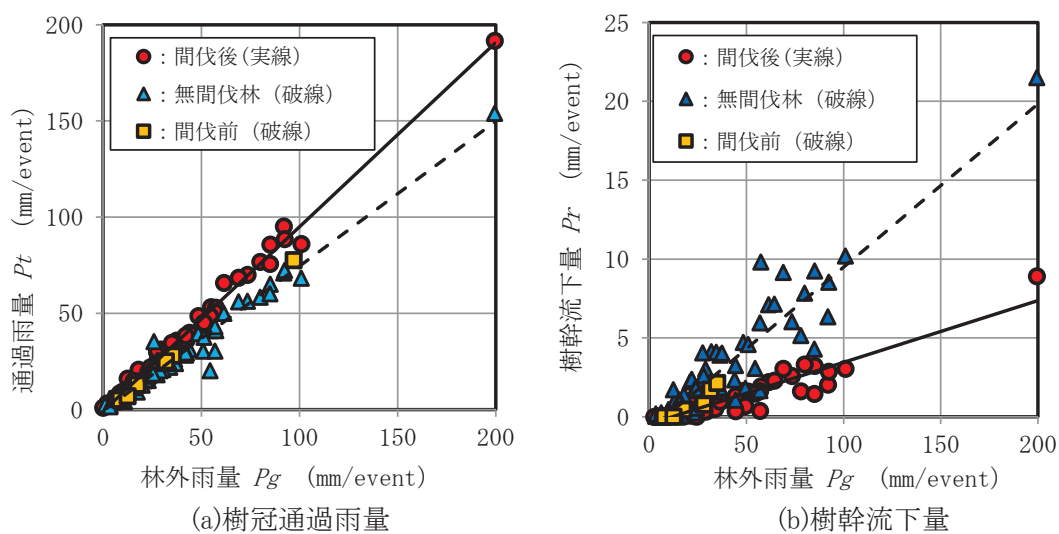 200
150
100
50
0
通過雨量 Pt (mm/event)
●：間伐後(実線)
▲：無間伐林（破線）
■：間伐前（破線）
0 50 100 150 200
林外雨量 Pg (mm/event)
(a)樹冠通過雨量
25
20
15
10
5
0
樹幹流下量 Pr (mm/event)
●：間伐後(実線)
▲：無間伐林（破線）
■：間伐前（破線）
0 50 100 150 200
林外雨量 Pg (mm/event)
(b)樹幹流下量